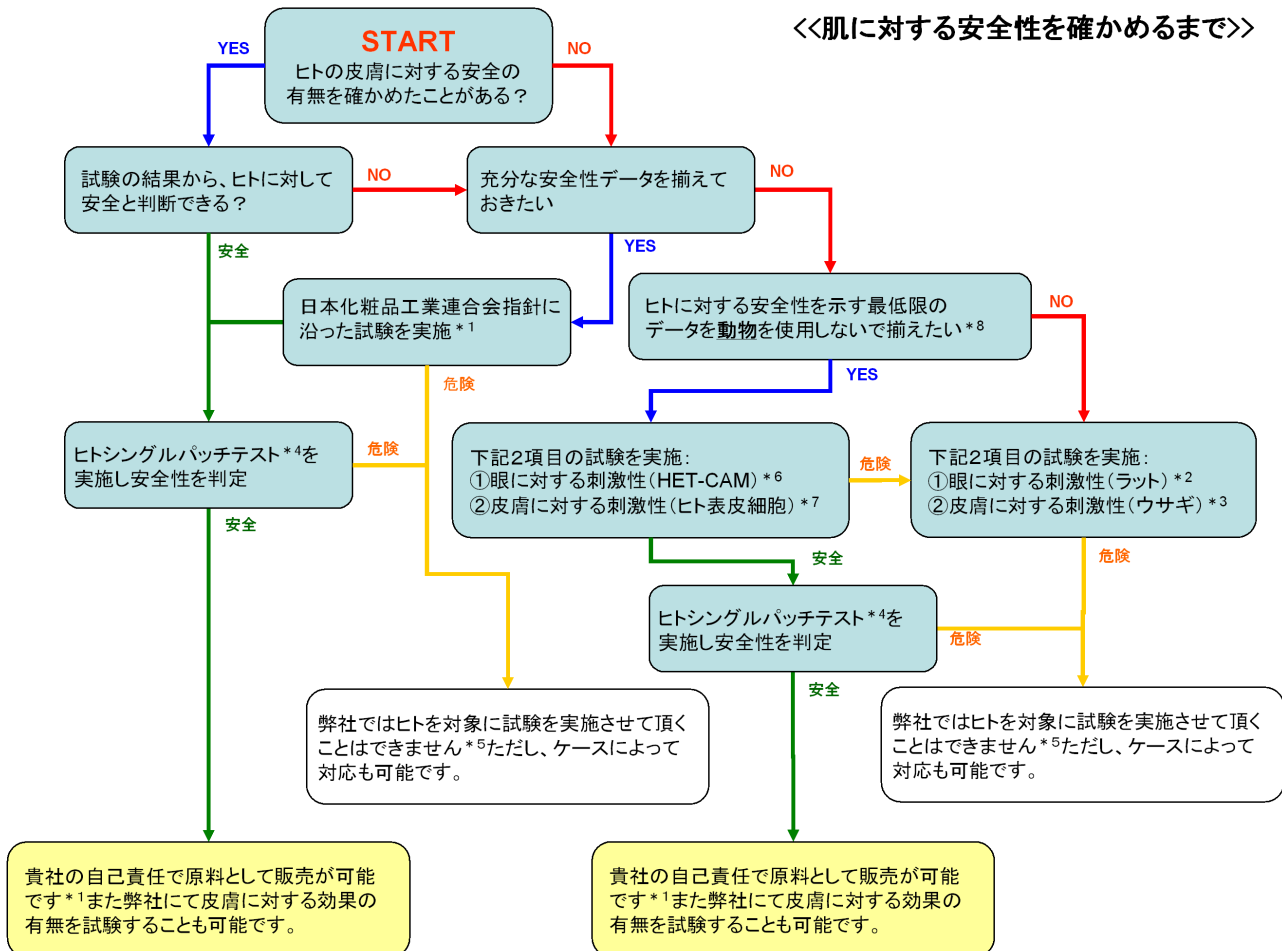 <<肌に対する安全性を確かめるまで>>
START
ヒトの皮膚に対する安全の
有無を確かめたことがある？
YES
NO
試験の結果から、ヒトに対して
安全と判断できる？
NO
安全
充分な安全性データを揃えて
おきたい
NO
YES
日本化粧品工業連合会指針に
沿った試験を実施*1
危険
ヒトに対する安全性を示す最低限の
データを動物を使用しないで揃えたい*8
NO
YES
ヒトシングルパッチテスト*4を
実施し安全性を判定
危険
安全
下記２項目の試験を実施：
①眼に対する刺激性（HET-CAM）*6
②皮膚に対する刺激性（ヒト表皮細胞）*7
危険
安全
下記２項目の試験を実施：
①眼に対する刺激性（ラット）*2
②皮膚に対する刺激性（ウサギ）*3
危険
ヒトシングルパッチテスト*4を
実施し安全性を判定
危険
安全
弊社ではヒトを対象に試験を実施させて頂く
ことはできません*5ただし、ケースによって
対応も可能です。
弊社ではヒトを対象に試験を実施させて頂く
ことはできません*5ただし、ケースによって
対応も可能です。
貴社の自己責任で原料として販売が可能
です*1また弊社にて皮膚に対する効果の
有無を試験することも可能です。
貴社の自己責任で原料として販売が可能
です*1また弊社にて皮膚に対する効果の
有無を試験することも可能です。